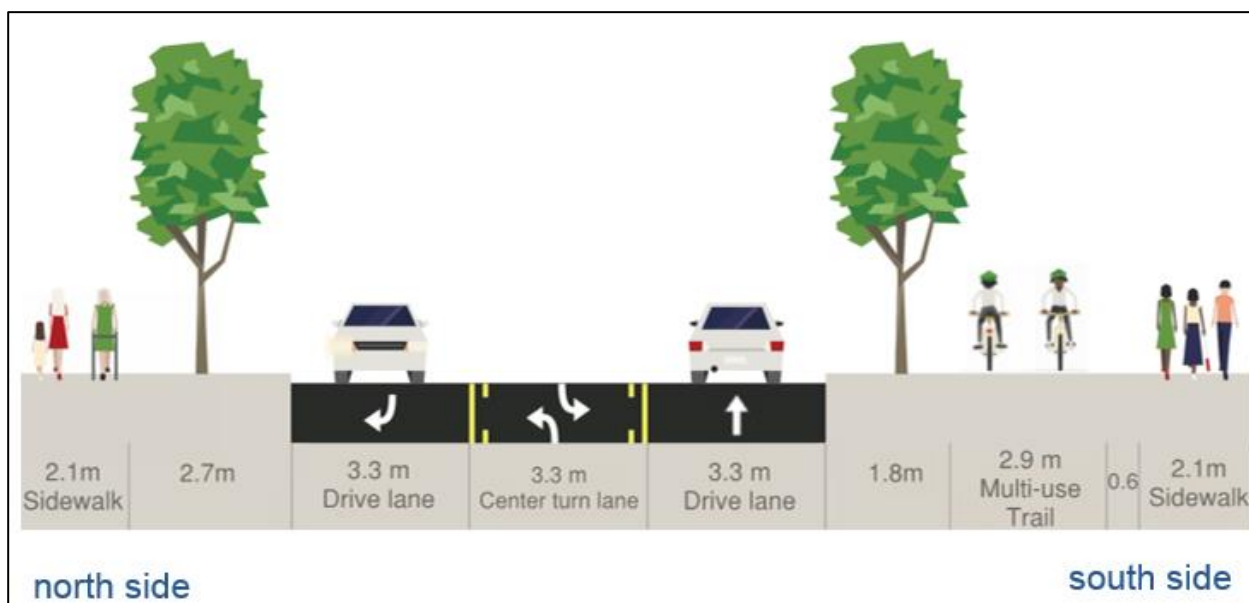 2.1m
Sidewalk
2.7m
3.3 m
Drive lane
3.3 m
Center turn lane
3.3 m
Drive lane
1.8m
2.9 m
Multi-use
Trail
0.6
2.1m
Sidewalk
north side
south side